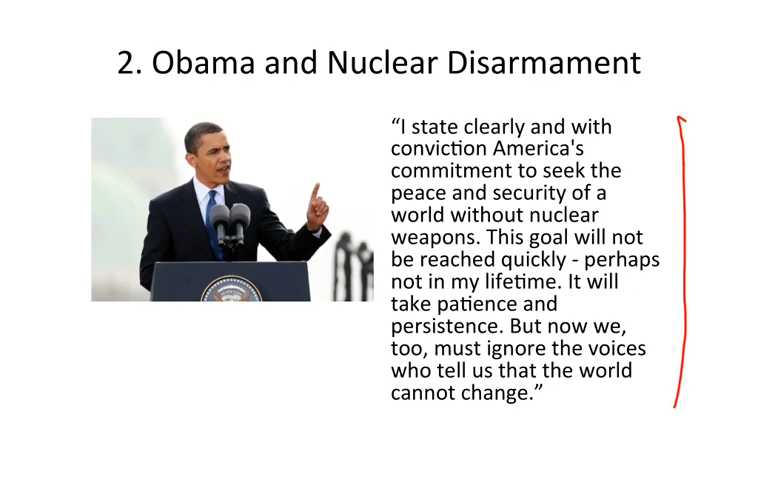 2. Obama and Nuclear Disarmament
“I state clearly and with
conviction America's
commitment to seek the
peace and security of a
world without nuclear
weapons. This goal will not
be reached quickly - perhaps
not in my lifetime. It will
take patience and
persistence. But now we,
too, must ignore the voices
who tell us that the world
cannot change.”